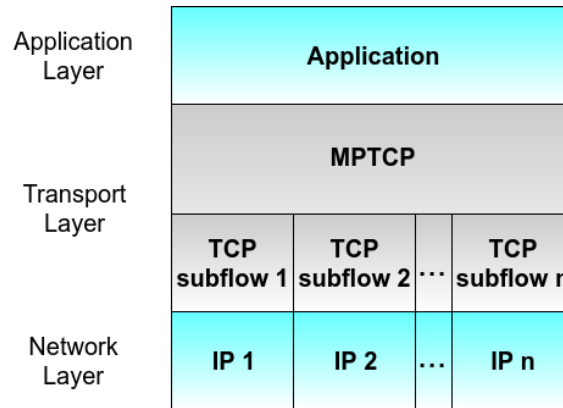 Application
Layer
Application
MPTCP
Transport
Layer
TCP
subflow 1
TCP
subflow 2
...
TCP
subflow n
Network
Layer
IP 1
IP 2
...
IP n